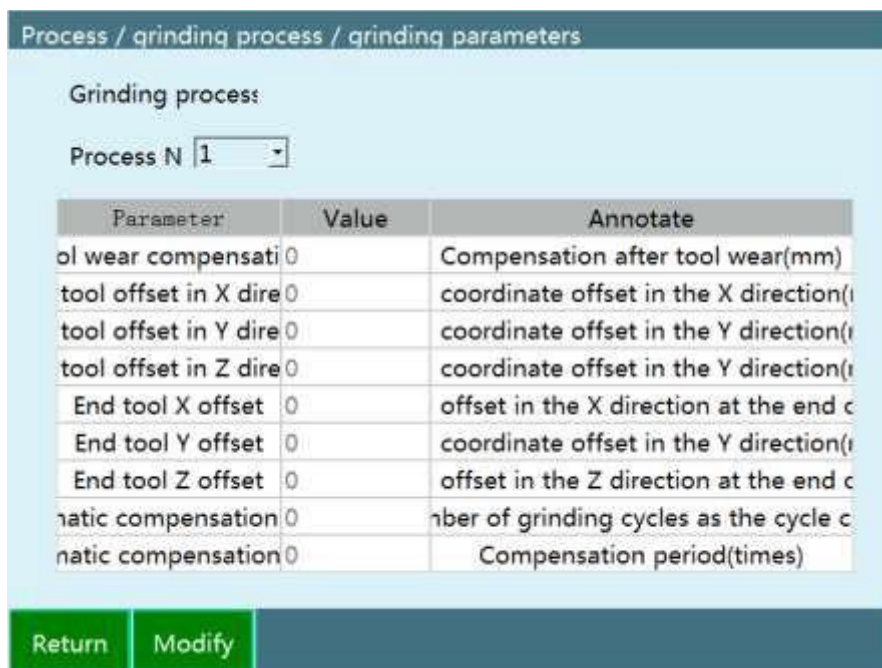 Process / grinding process / grinding parameters
Grinding process
Process N 1
Parameter Value Annotate
ol wear compensati 0 Compensation after tool wear(mm)
tool offset in X dire 0 coordinate offset in the X direction(
tool offset in Y dire 0 coordinate offset in the Y direction(
tool offset in Z dire 0 coordinate offset in the Z direction(
End tool X offset 0 offset in the X direction at the end
End tool Y offset 0 coordinate offset in the Y direction(
End tool Z offset 0 offset in the Z direction at the end
matic compensation 0 nber of grinding cycles as the cycle c
matic compensation 0 Compensation period(times)
Return Modify